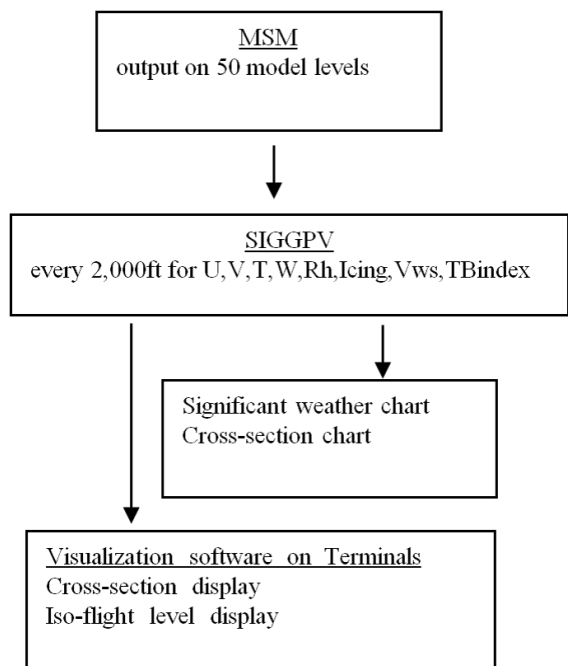 MSM
output on 50 model levels
SIGGPV
every 2,000ft for U,V,T,W,Rh,Icing,Vws,TBindex
Significant weather chart
Cross-section chart
Visualization software on Terminals
Cross-section display
Iso-flight level display